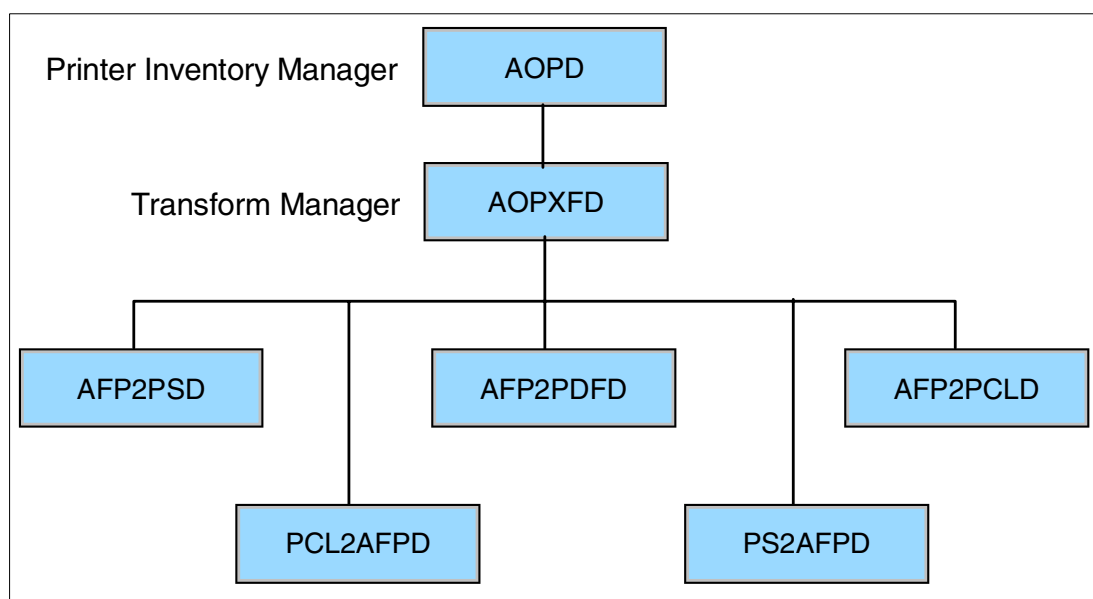 Printer Inventory Manager
AOPD
Transform Manager
AOPXFD
AFP2PSD
AFP2PDFD
AFP2PCLD
PCL2AFPD
PS2AFPD